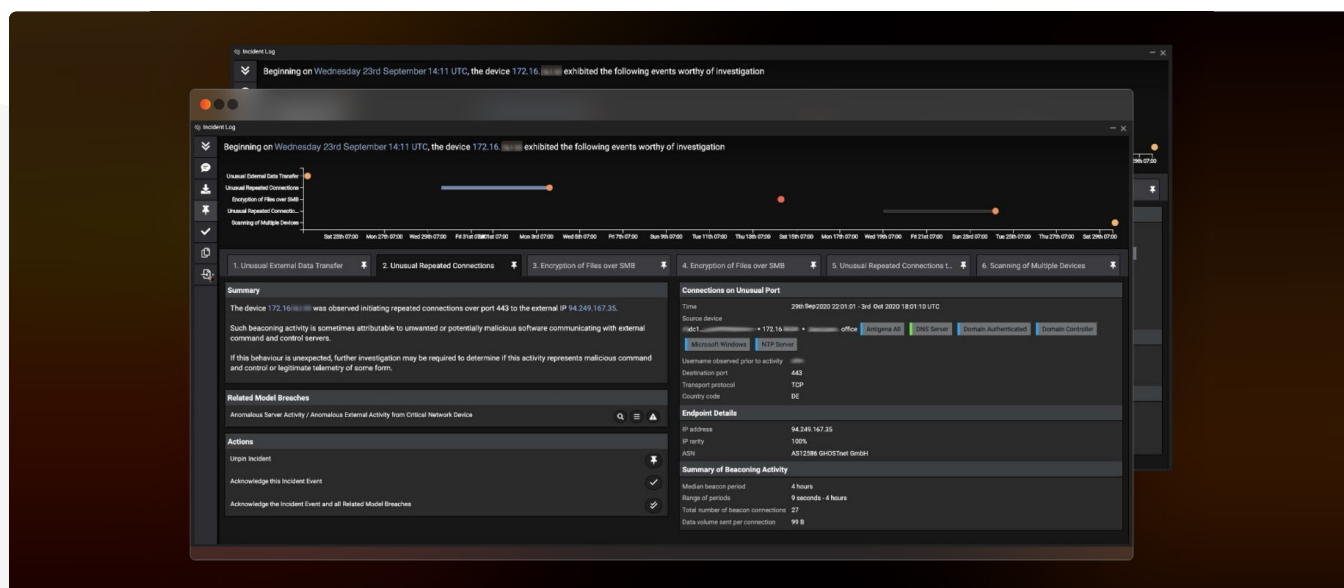 Incident Log
Beginning on Wednesday 23rd September 14:11 UTC, the device 172.16. exhibited the following events worthy of investigation
29th 07:00
Incident Log
Beginning on Wednesday 23rd September 14:11 UTC, the device 172.16. exhibited the following events worthy of investigation
Unusual External Data Transfer
Unusual Repeated Connections
Encryption of Files over SMB
Unusual Repeated Connectio...
Scanning of Multiple Devices
Sat 25th 07:00 Mon 27th 07:00 Wed 29th 07:00 Fri 31st 07:00 Mon 3rd 07:00 Wed 5th 07:00 Fri 7th 07:00 Sun 9th 07:00 Tue 11th 07:00 Thu 13th 07:00 Sat 15th 07:00 Mon 17th 07:00 Wed 19th 07:00 Fri 21st 07:00 Sun 23rd 07:00 Tue 25th 07:00 Thu 27th 07:00 Sat 29th 07:00
1. Unusual External Data Transfer 2. Unusual Repeated Connections 3. Encryption of Files over SMB 4. Encryption of Files over SMB 5. Unusual Repeated Connections t... 6. Scanning of Multiple Devices
Summary
The device 172.16 was observed initiating repeated connections over port 443 to the external IP 94.249.167.35.
Such beaconing activity is sometimes attributable to unwanted or potentially malicious software communicating with external
command and control servers.
If this behaviour is unexpected, further investigation may be required to determine if this activity represents malicious command
and control or legitimate telemetry of some form.
Related Model Breaches
Anomalous Server Activity / Anomalous External Activity from Critical Network Device
Actions
Unpin Incident
Acknowledge this Incident Event
Acknowledge the Incident Event and all Related Model Breaches
Connections on Unusual Port
Time 29th Sep 2020 22:01:01 - 3rd Oct 2020 18:01:10 UTC
Source device
dc1. • 172.16 • office Antigena All DNS Server Domain Authenticated Domain Controller
Microsoft Windows NTP Server
Username observed prior to activity
Destination port 443
Transport protocol TCP
Country code DE
Endpoint Details
IP address 94.249.167.35
IP rarity 100%
ASN AS12586 GHOSTnet GmbH
Summary of Beaconing Activity
Median beacon period 4 hours
Range of periods 9 seconds - 4 hours
Total number of beacon connections 27
Data volume sent per connection 99 B